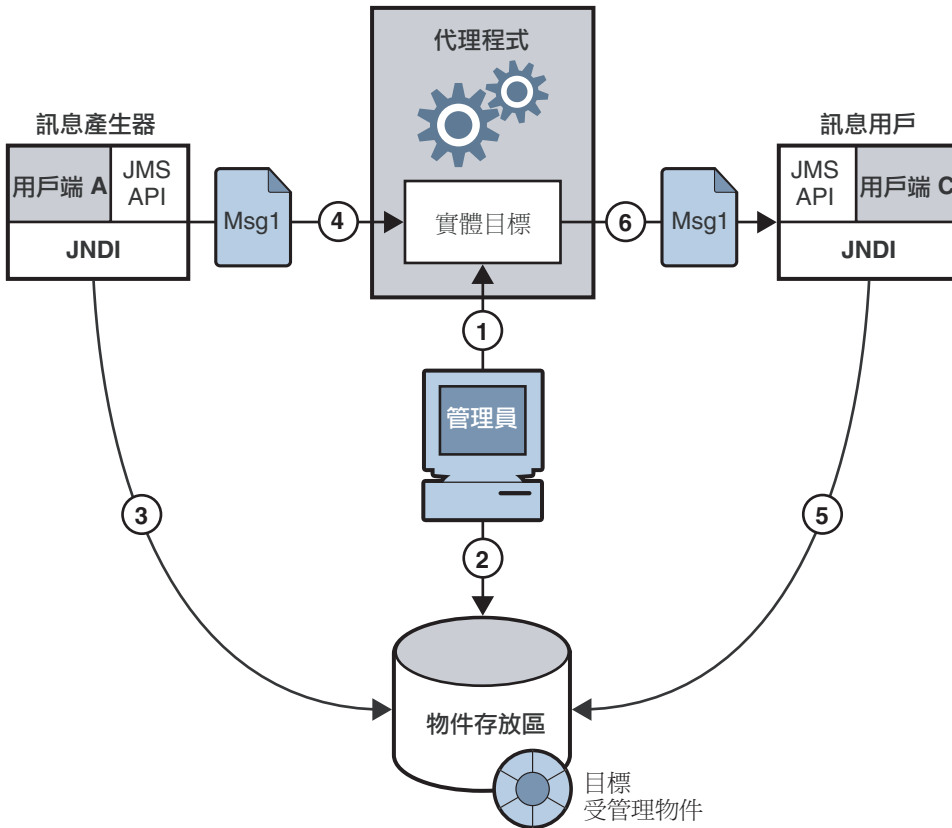 代理程式
訊息產生器
訊息用戶
用戶端 A
JMS
API
JNDI
Msg1
4
實體目標
6
Msg1
JMS
API
用戶端 C
JNDI
1
管理員
3
5
2
物件存放區
目標
受管理物件